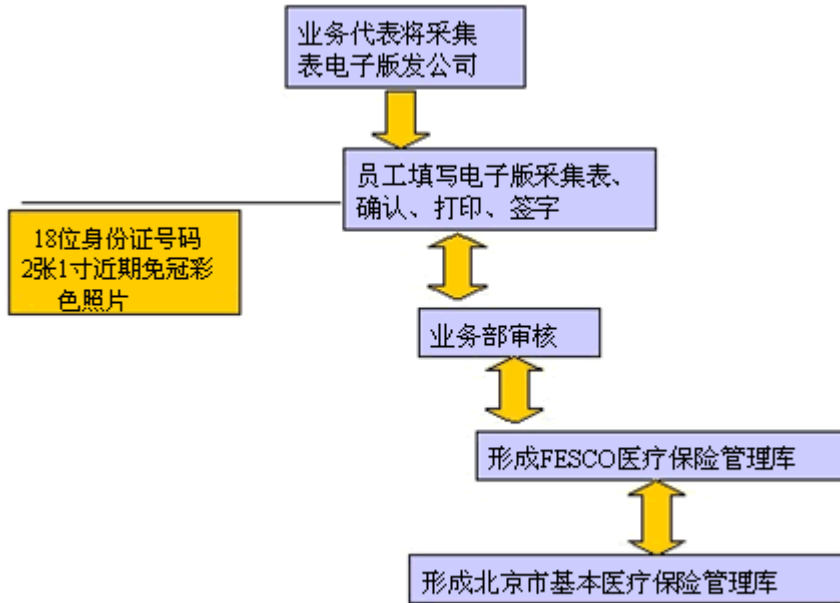 业务代表将采集
表电子版发公司
员工填写电子版采集表、
确认、打印、签字
18位身份证号码
2张1寸近期免冠彩
色照片
业务部审核
形成FESCO医疗保险管理库
形成北京市基本医疗保险管理库